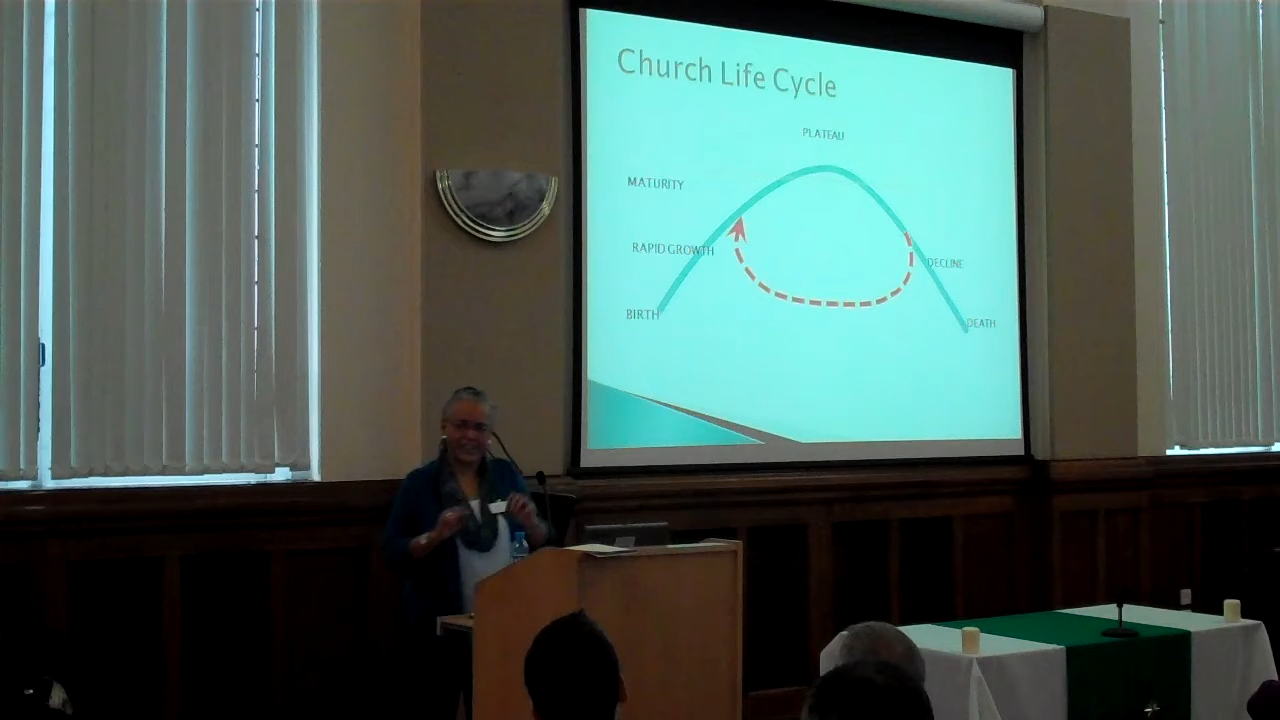 Church Life Cycle
PLATEAU
MATURITY
RAPID GROWTH
DECLINE
BIRTH
DEATH